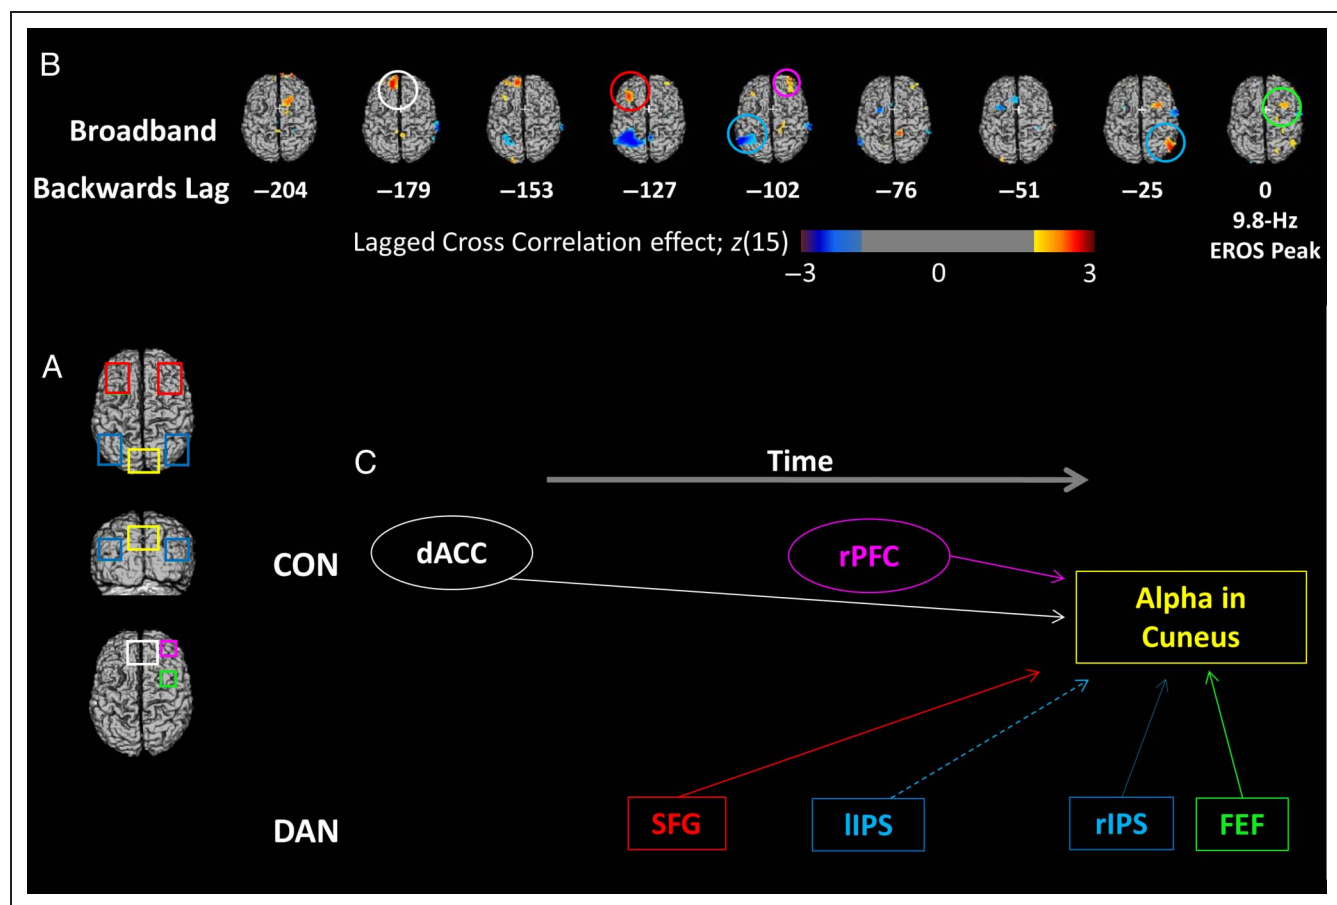 B
Broadband
Backwards Lag −204 −179 −153 −127 −102 −76 −51 −25 0
9.8-Hz
EROS Peak
Lagged Cross Correlation effect; z(15)
−3 0 3
A
C
Time
CON
dACC
rPFC
Alpha in
Cuneus
DAN
SFG
lIPS
rIPS
FEF